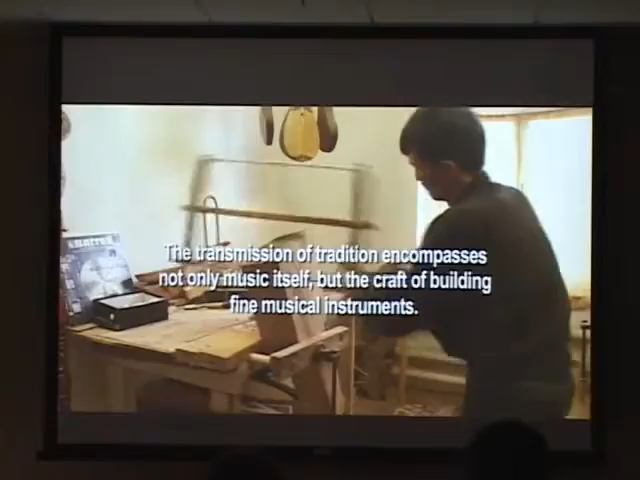 The transmission of tradition encompasses
not only music itself, but the craft of building
fine musical instruments.